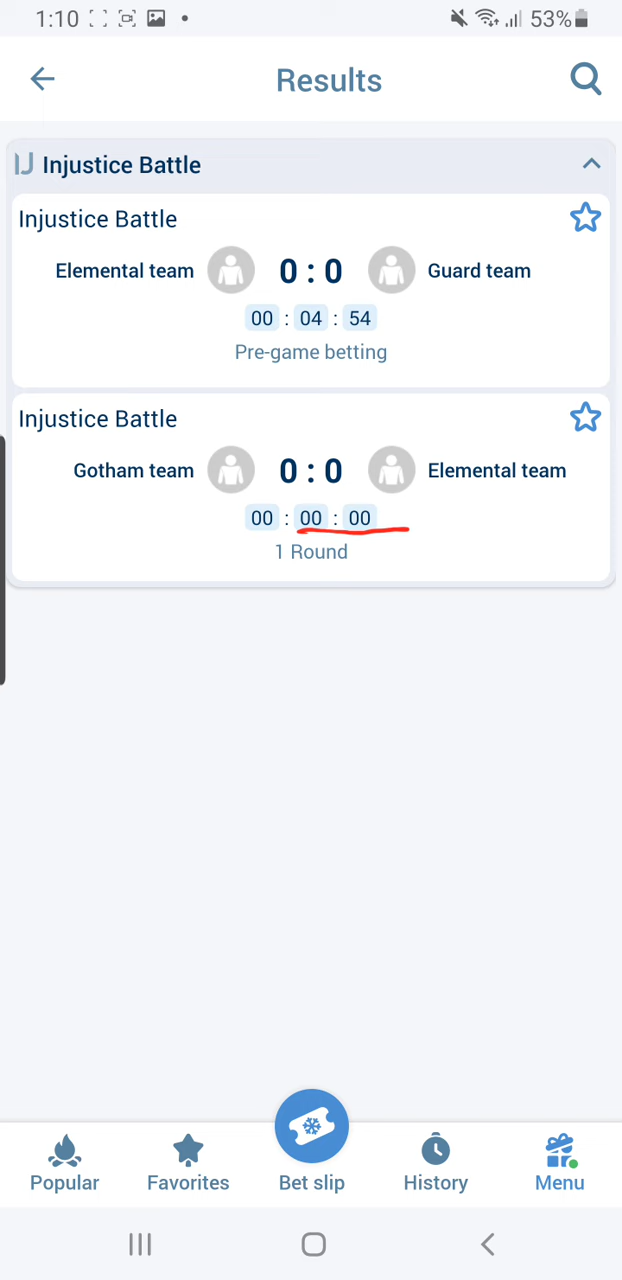 1:10 53%
Results
IJ Injustice Battle
Injustice Battle
Elemental team 0 : 0 Guard team
00 : 04 : 54
Pre-game betting
Injustice Battle
Gotham team 0 : 0 Elemental team
00 : 00 : 00
1 Round
Popular Favorites Bet slip History Menu